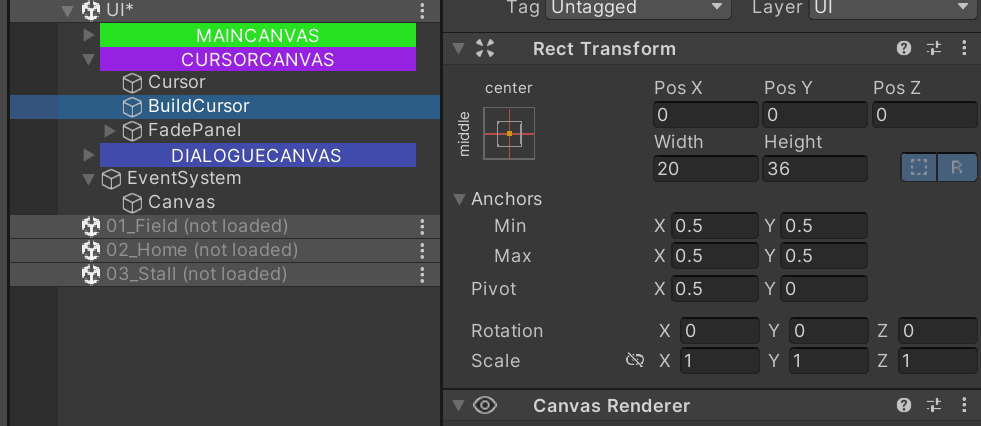 UI*
MAINCANVAS
CURSORCANVAS
Cursor
BuildCursor
FadePanel
DIALOGUECANVAS
EventSystem
Canvas
01_Field (not loaded)
02_Home (not loaded)
03_Stall (not loaded)
Tag Untagged Layer UI
Rect Transform
center
middle
Pos X Pos Y Pos Z
0 0 0
Width Height
20 36 R
Anchors
Min X 0.5 Y 0.5
Max X 0.5 Y 0.5
Pivot X 0.5 Y 0
Rotation X 0 Y 0 Z 0
Scale X 1 Y 1 Z 1
Canvas Renderer